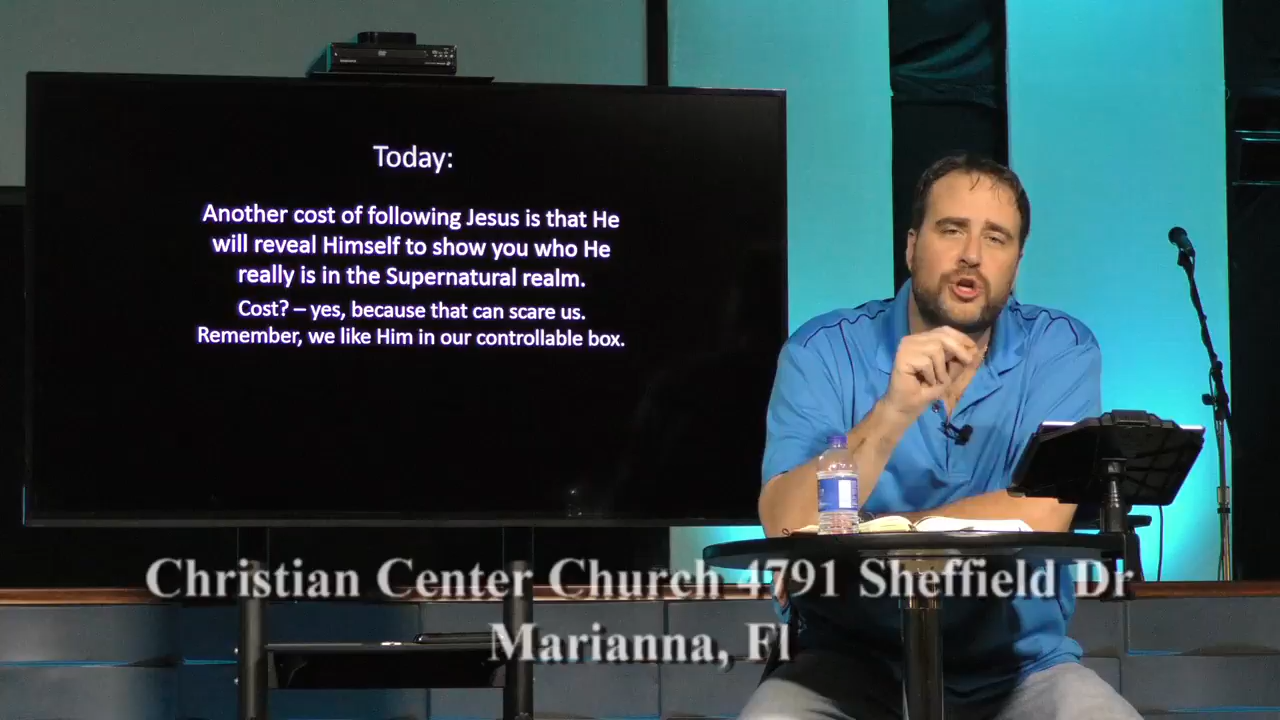 Today:
Another cost of following Jesus is that He
will reveal Himself to show you who He
really is in the Supernatural realm.
Cost? – yes, because that can scare us.
Remember, we like Him in our controllable box.
Christian Center Church 4791 Sheffield Dr
Marianna, Fl